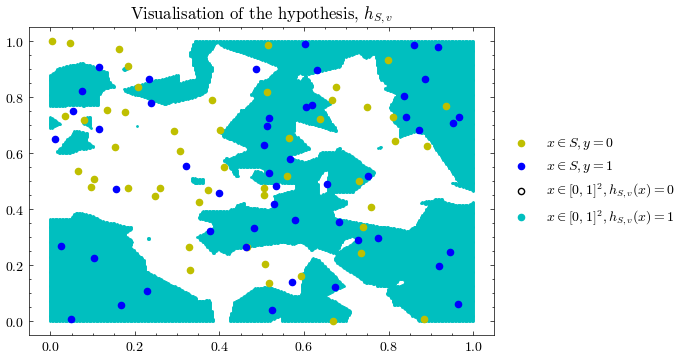 Visualisation of the hypothesis, h_{S,v}
1.0
0.8
0.6
0.4
0.2
0.0
0.0 0.2 0.4 0.6 0.8 1.0
x ∈ S, y = 0
x ∈ S, y = 1
x ∈ [0, 1]², h_{S,v}(x) = 0
x ∈ [0, 1]², h_{S,v}(x) = 1